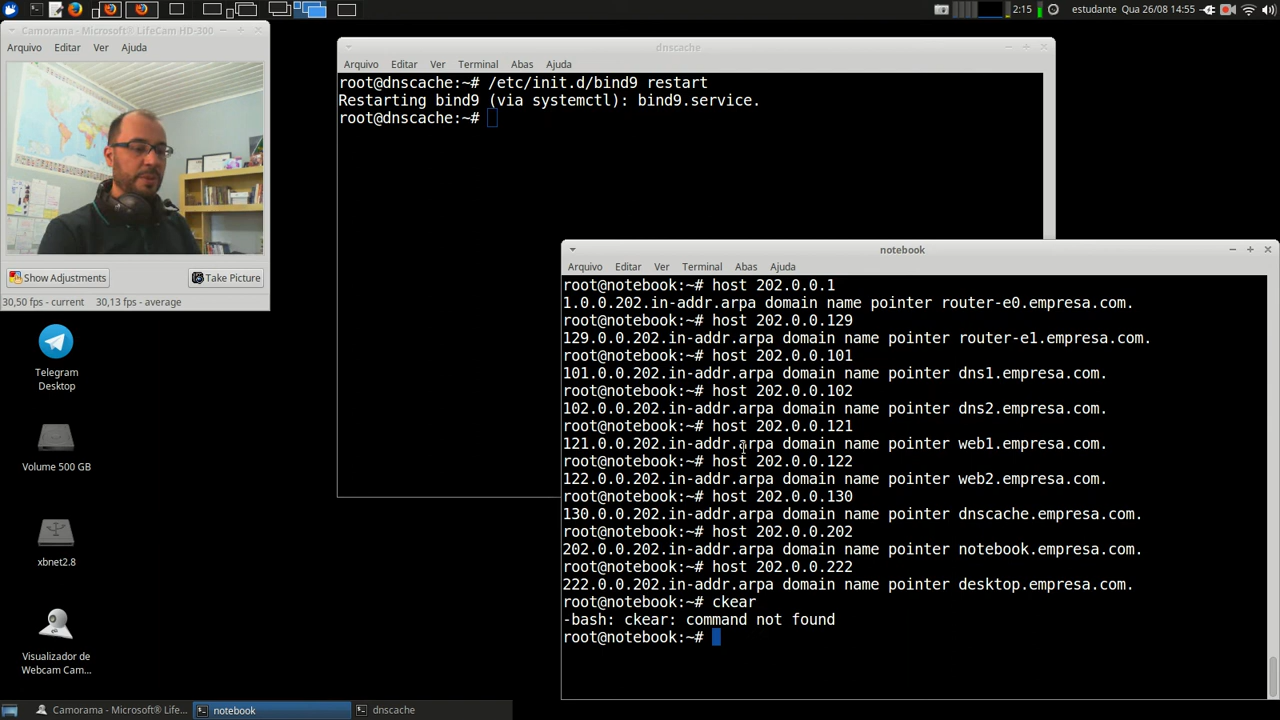 2:15
estudante Qua 26/08 14:55
Camorama - Microsoft® LifeCam HD-300
Arquivo Editar Ver Ajuda
Show Adjustments
Take Picture
30,50 fps - current 30,13 fps - average
Telegram
Desktop
Volume 500 GB
xbnet2.8
Visualizador de
Webcam Cam...
dnscache
Arquivo Editar Ver Terminal Abas Ajuda
root@dnscache:~# /etc/init.d/bind9 restart
Restarting bind9 (via systemctl): bind9.service.
root@dnscache:~#
notebook
Arquivo Editar Ver Terminal Abas Ajuda
root@notebook:~# host 202.0.0.1
1.0.0.202.in-addr.arpa domain name pointer router-e0.empresa.com.
root@notebook:~# host 202.0.0.129
129.0.0.202.in-addr.arpa domain name pointer router-e1.empresa.com.
root@notebook:~# host 202.0.0.101
101.0.0.202.in-addr.arpa domain name pointer dns1.empresa.com.
root@notebook:~# host 202.0.0.102
102.0.0.202.in-addr.arpa domain name pointer dns2.empresa.com.
root@notebook:~# host 202.0.0.121
121.0.0.202.in-addr.arpa domain name pointer web1.empresa.com.
root@notebook:~# host 202.0.0.122
122.0.0.202.in-addr.arpa domain name pointer web2.empresa.com.
root@notebook:~# host 202.0.0.130
130.0.0.202.in-addr.arpa domain name pointer dnscache.empresa.com.
root@notebook:~# host 202.0.0.202
202.0.0.202.in-addr.arpa domain name pointer notebook.empresa.com.
root@notebook:~# host 202.0.0.222
222.0.0.202.in-addr.arpa domain name pointer desktop.empresa.com.
root@notebook:~# ckear
-bash: ckear: command not found
root@notebook:~#
Camorama - Microsoft® LifeCa...
notebook
dnscache